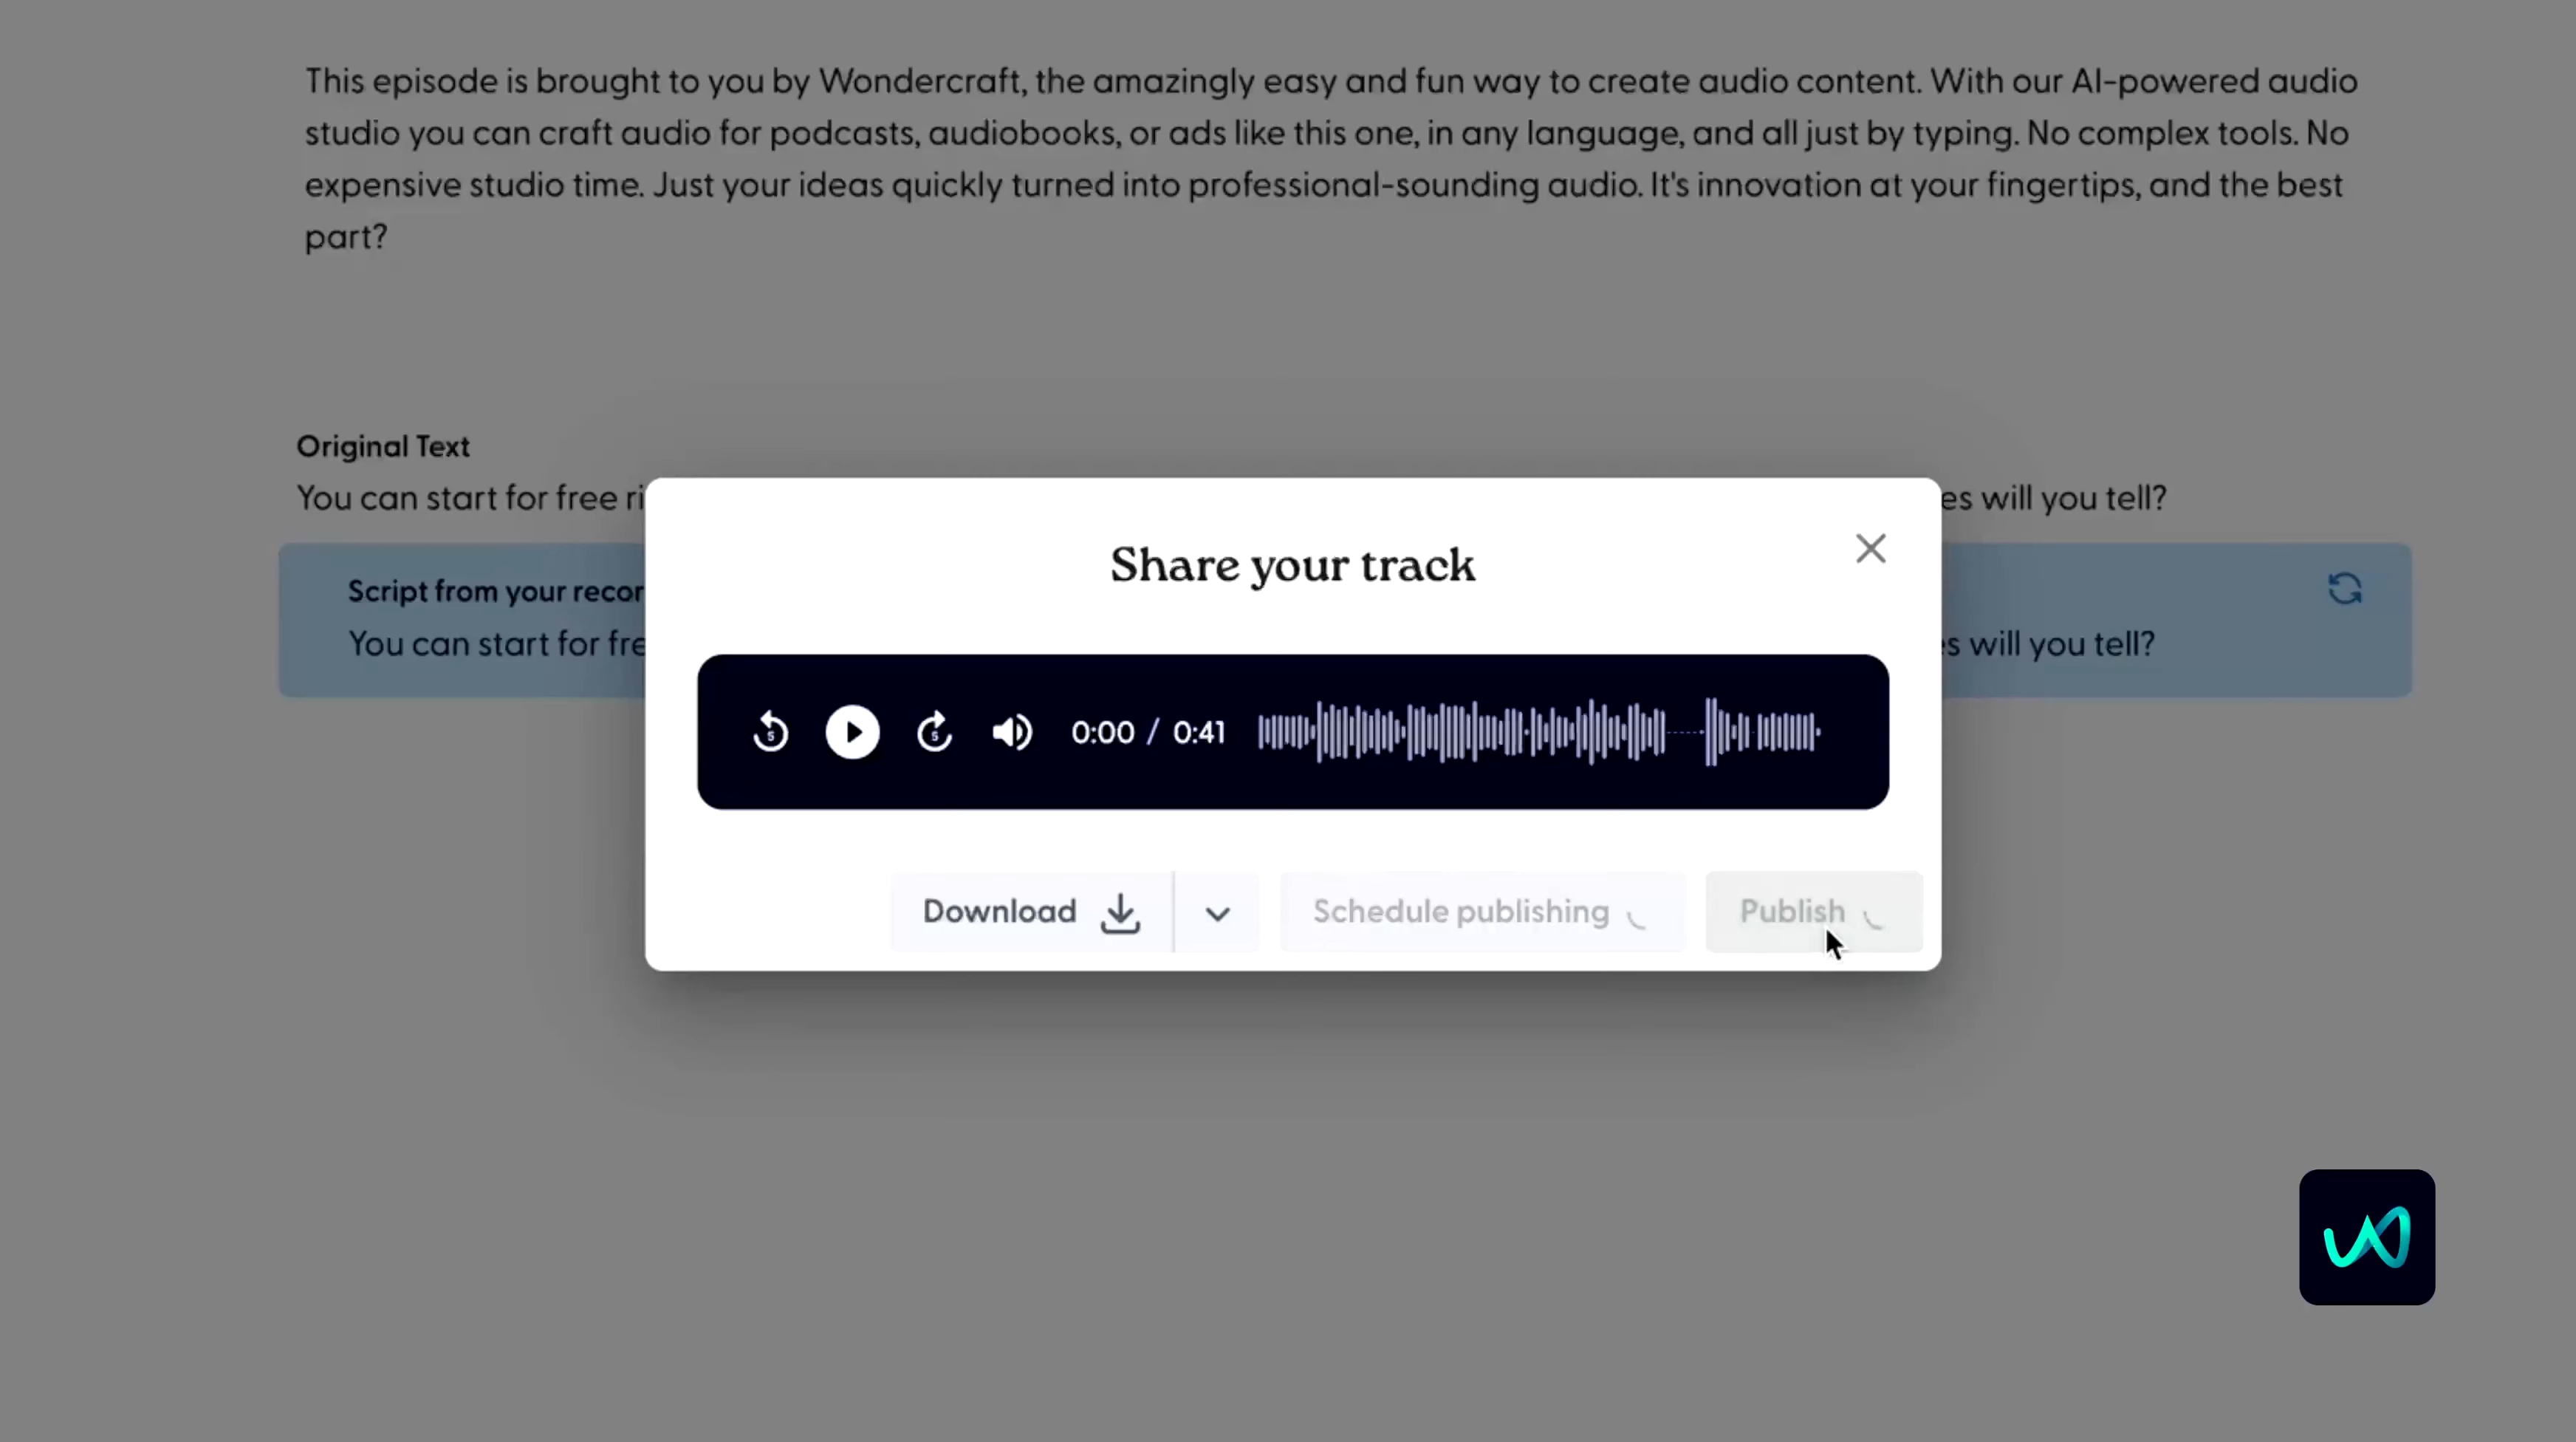 This episode is brought to you by Wondercraft, the amazingly easy and fun way to create audio content. With our AI-powered audio
studio you can craft audio for podcasts, audiobooks, or ads like this one, in any language, and all just by typing. No complex tools. No
expensive studio time. Just your ideas quickly turned into professional-sounding audio. It's innovation at your fingertips, and the best
part?
Original Text
You can start for free ri
es will you tell?
Script from your recor
You can start for fre
s will you tell?
Share your track
5
5
0:00 / 0:41
Download
Schedule publishing
Publish